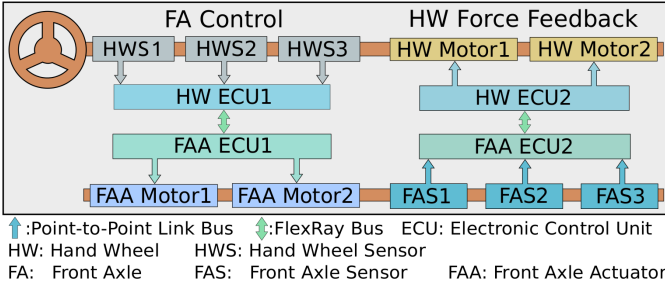 FA Control HW Force Feedback
HWS1 HWS2 HWS3 HW Motor1 HW Motor2
HW ECU1 HW ECU2
FAA ECU1 FAA ECU2
FAA Motor1 FAA Motor2 FAS1 FAS2 FAS3
:Point-to-Point Link Bus :FlexRay Bus ECU: Electronic Control Unit
HW: Hand Wheel HWS: Hand Wheel Sensor
FA: Front Axle FAS: Front Axle Sensor FAA: Front Axle Actuator